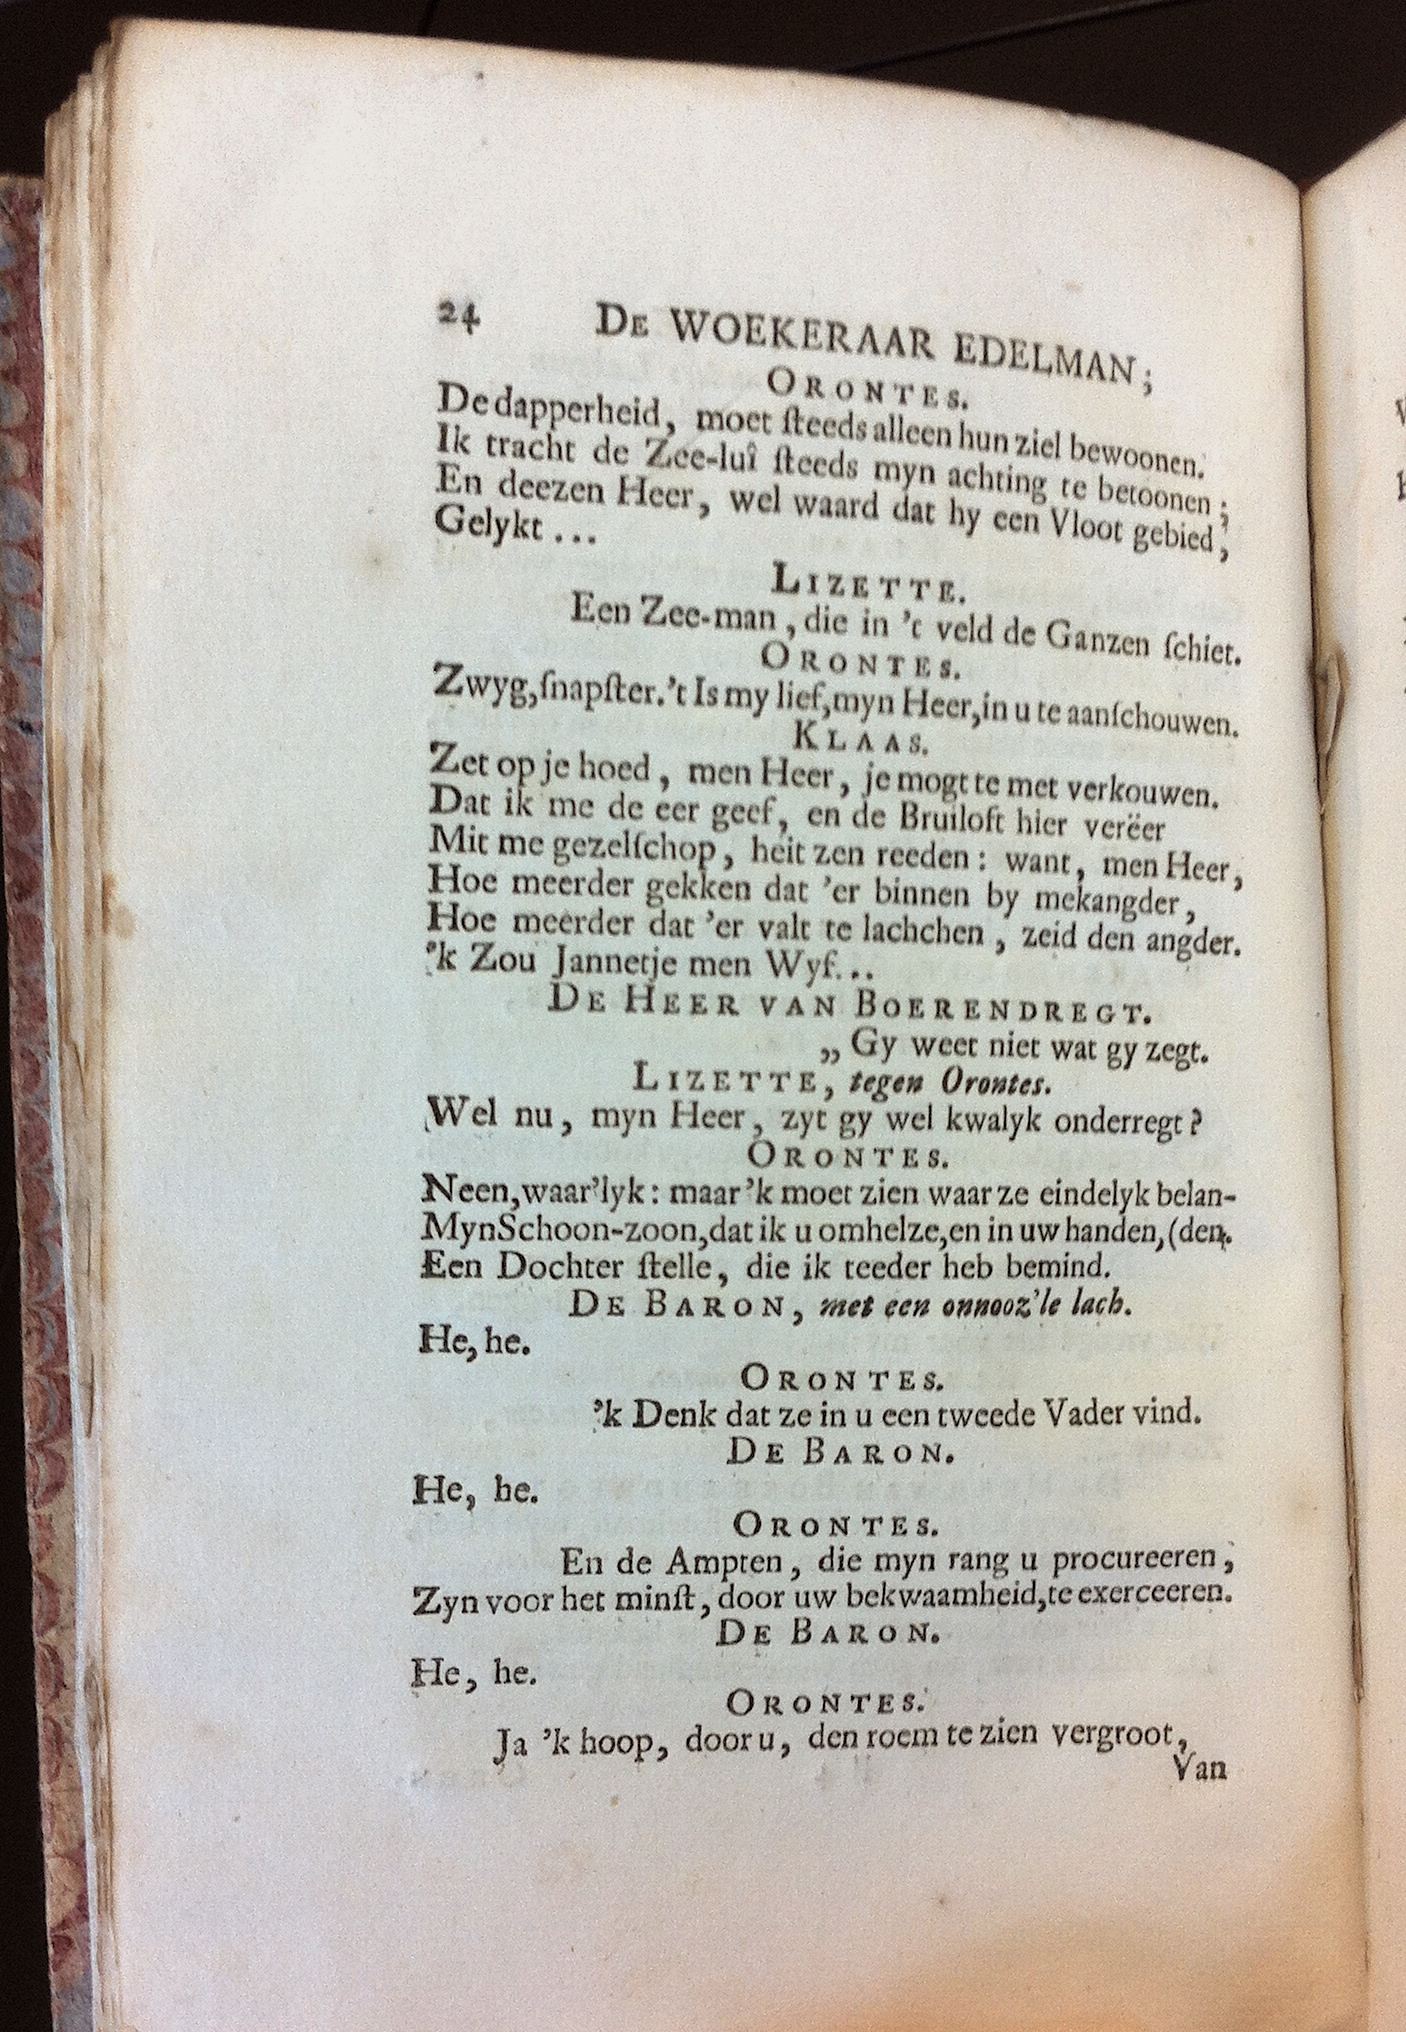 24 DE WOEKERAAR EDELMAN;
ORONTES.
De dapperheid, moet ſteeds alleen hun ziel bewoonen.
Ik tracht de Zee-luî ſteeds myn achting te betoonen;
En deezen Heer, wel waard dat hy een Vloot gebied,
Gelykt ...
LIZETTE.
Een Zee-man, die in 't veld de Ganzen ſchiet.
ORONTES.
Zwyg, ſnapſter. 't Is my lief, myn Heer, in u te aanſchouwen.
KLAAS.
Zet op je hoed, men Heer, je mogt te met verkouwen.
Dat ik me de eer geef, en de Bruiloft hier verëer
Mit me gezelſchop, heit zen reeden: want, men Heer,
Hoe meerder gekken dat 'er binnen by mekangder,
Hoe meerder dat 'er valt te lachchen, zeid den angder.
'k Zou Jannetje men Wyf...
DE HEER VAN BOERENDREGT.
„ Gy weet niet wat gy zegt.
LIZETTE, tegen Orontes.
Wel nu, myn Heer, zyt gy wel kwalyk onderregt?
ORONTES.
Neen, waar'lyk: maar 'k moet zien waar ze eindelyk belan-
Myn Schoon-zoon, dat ik u omhelze, en in uw handen, (den.
Een Dochter ſtelle, die ik teeder heb bemind.
DE BARON, met een onnooz'le lach.
He, he.
ORONTES.
'k Denk dat ze in u een tweede Vader vind.
DE BARON.
He, he.
ORONTES.
En de Ampten, die myn rang u procureeren,
Zyn voor het minſt, door uw bekwaamheid, te exerceeren.
DE BARON.
He, he.
ORONTES.
Ja 'k hoop, door u, den roem te zien vergroot,
Van